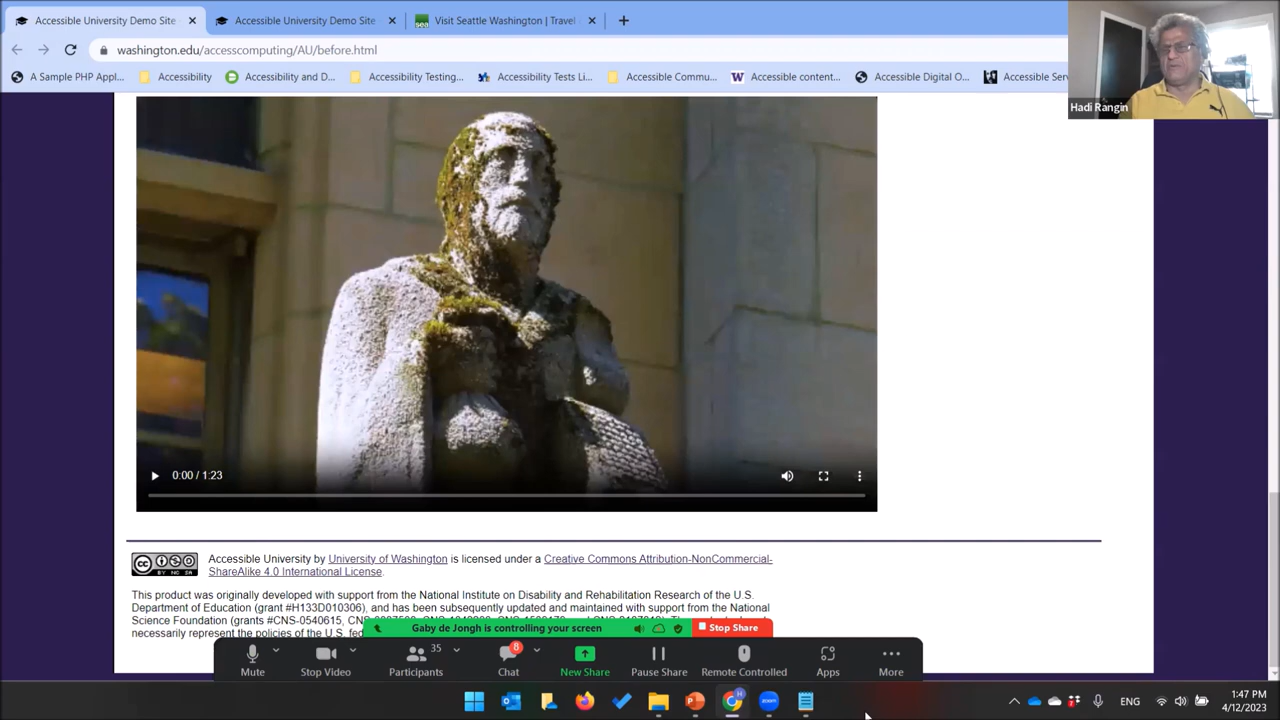 Accessible University Demo Site
Accessible University Demo Site
Visit Seattle Washington | Travel
washington.edu/accesscomputing/AU/before.html
A Sample PHP Appl...
Accessibility
Accessibility and D...
Accessibility Testing...
Accessibility Tests Li...
Accessible Commu...
Accessible content...
Accessible Digital O...
Accessible Serv
Hadi Rangin
0:00 / 1:23
Accessible University by University of Washington is licensed under a Creative Commons Attribution-NonCommercial-
ShareAlike 4.0 International License.
This product was originally developed with support from the National Institute on Disability and Rehabilitation Research of the U.S.
Department of Education (grant #H133D010306), and has been subsequently updated and maintained with support from the National
Science Foundation (grants #CNS-0540615,
necessarily represent the policies of the U.S.
Gaby de Jongh is controlling your screen
Stop Share
Mute
Stop Video
Participants
35
Chat
8
New Share
Pause Share
Remote Controlled
Apps
More
ENG
1:47 PM
4/12/2023